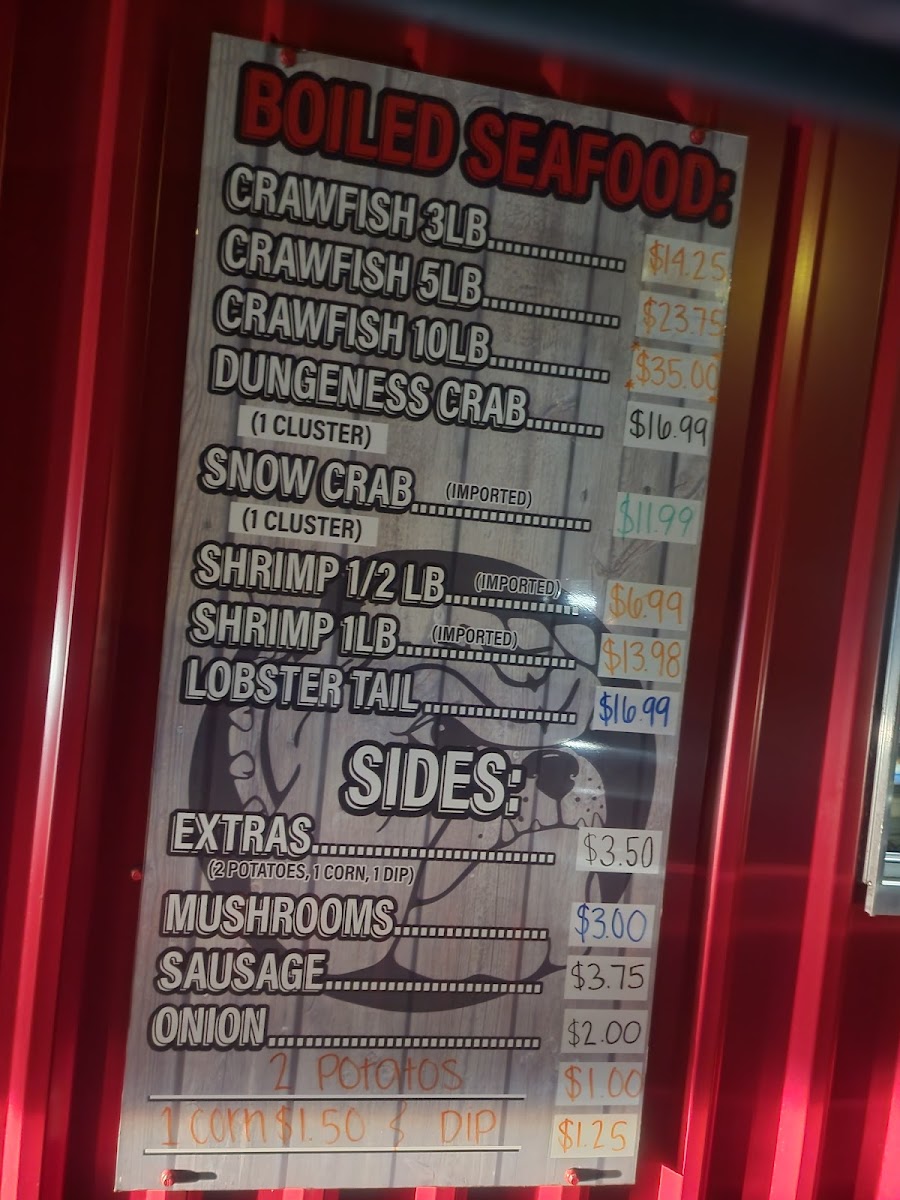 BOILED SEAFOOD:
CRAWFISH 3LB $14.25
CRAWFISH 5LB $23.75
CRAWFISH 10LB $35.00
DUNGENESS CRAB $16.99
(1 CLUSTER)
SNOW CRAB (IMPORTED) $11.99
(1 CLUSTER)
SHRIMP 1/2 LB (IMPORTED) $6.99
SHRIMP 1LB (IMPORTED) $13.98
LOBSTER TAIL $16.99
SIDES:
EXTRAS $3.50
(2 POTATOES, 1 CORN, 1 DIP)
MUSHROOMS $3.00
SAUSAGE $3.75
ONION $2.00
2 Potatos $1.00
1 corn $1.50 & DIP $1.25